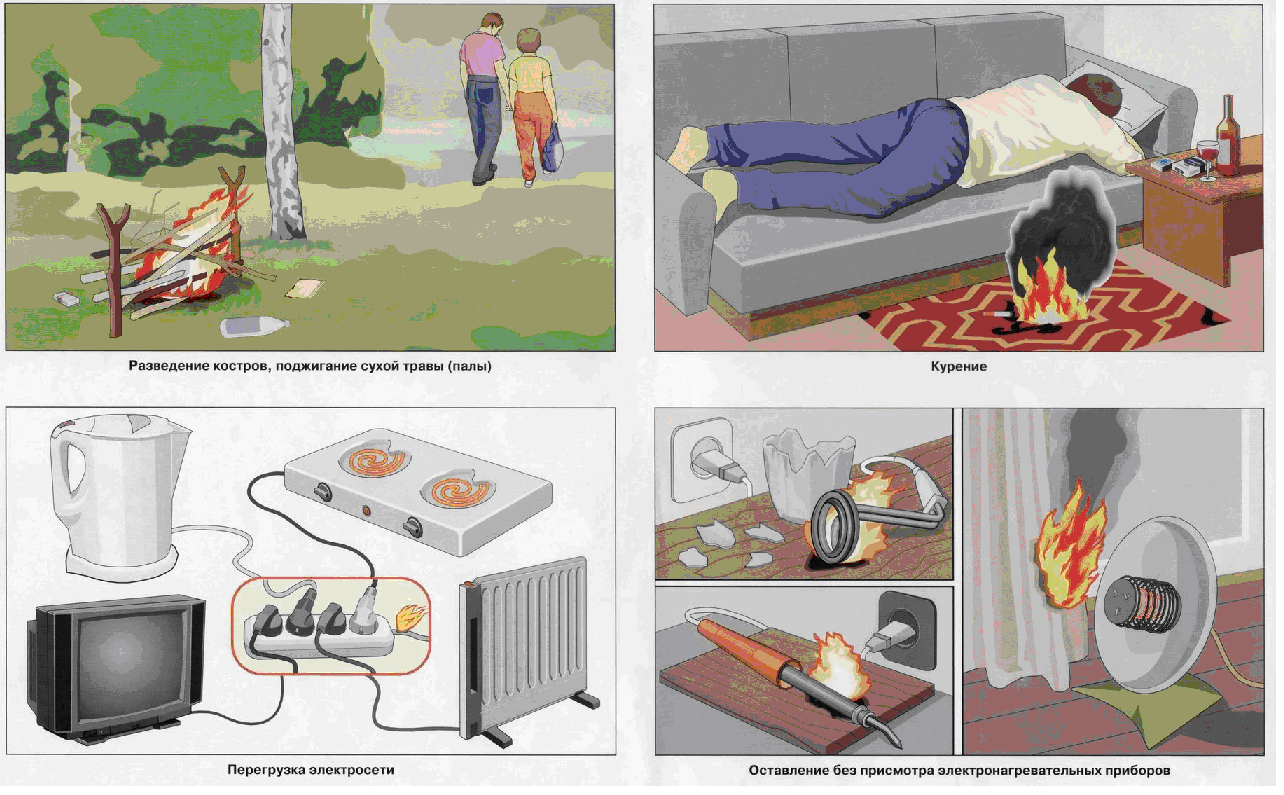 Разведение костров, поджигание сухой травы (палы)
Курение
Перегрузка электросети
Оставление без присмотра электронагревательных приборов